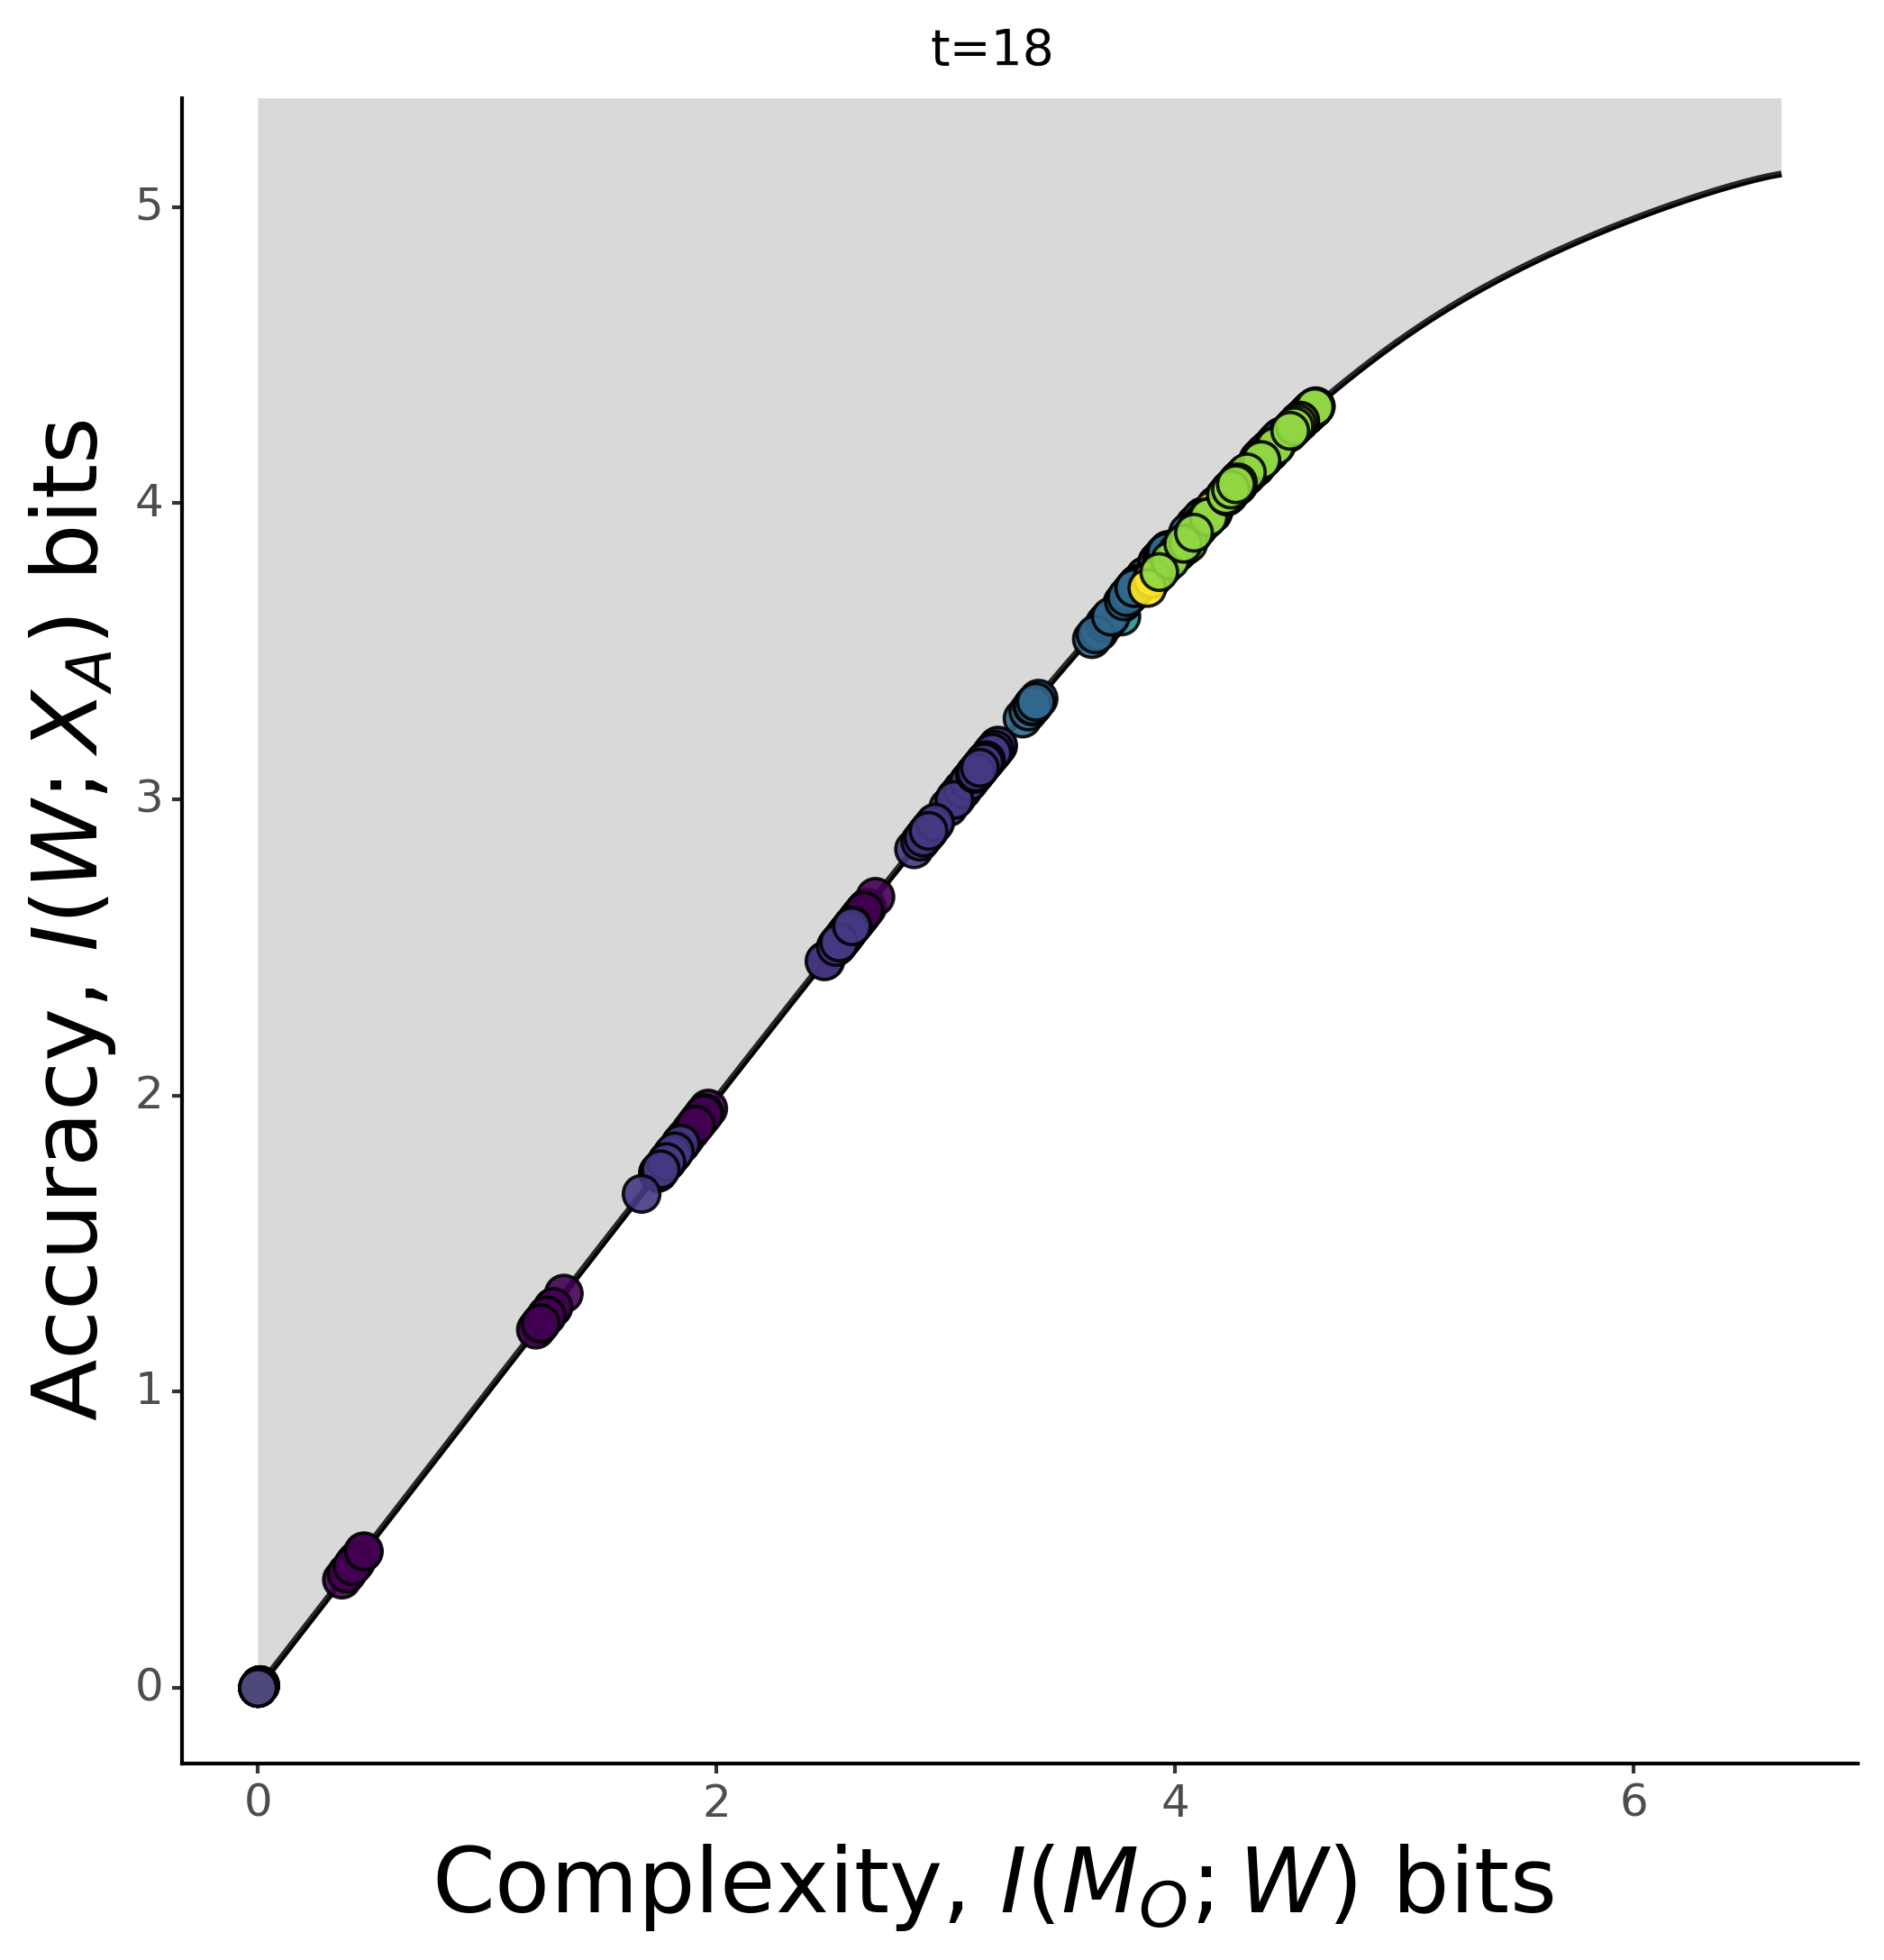 t=18
Accuracy, I(W; X_A) bits
5
4
3
2
1
0
0 2 4 6
Complexity, I(M_O; W) bits